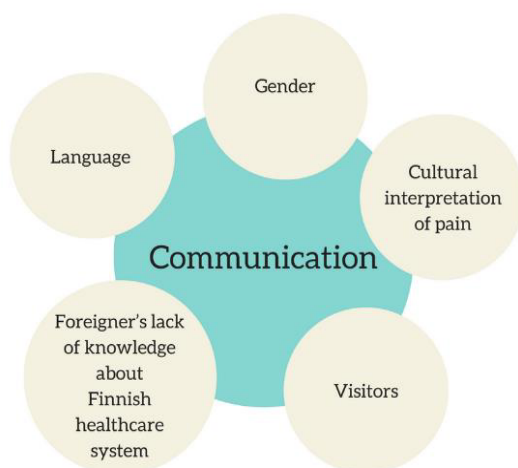 Gender
Language
Cultural
interpretation
of pain
Communication
Foreigner's lack
of knowledge
about
Finnish
healthcare
system
Visitors